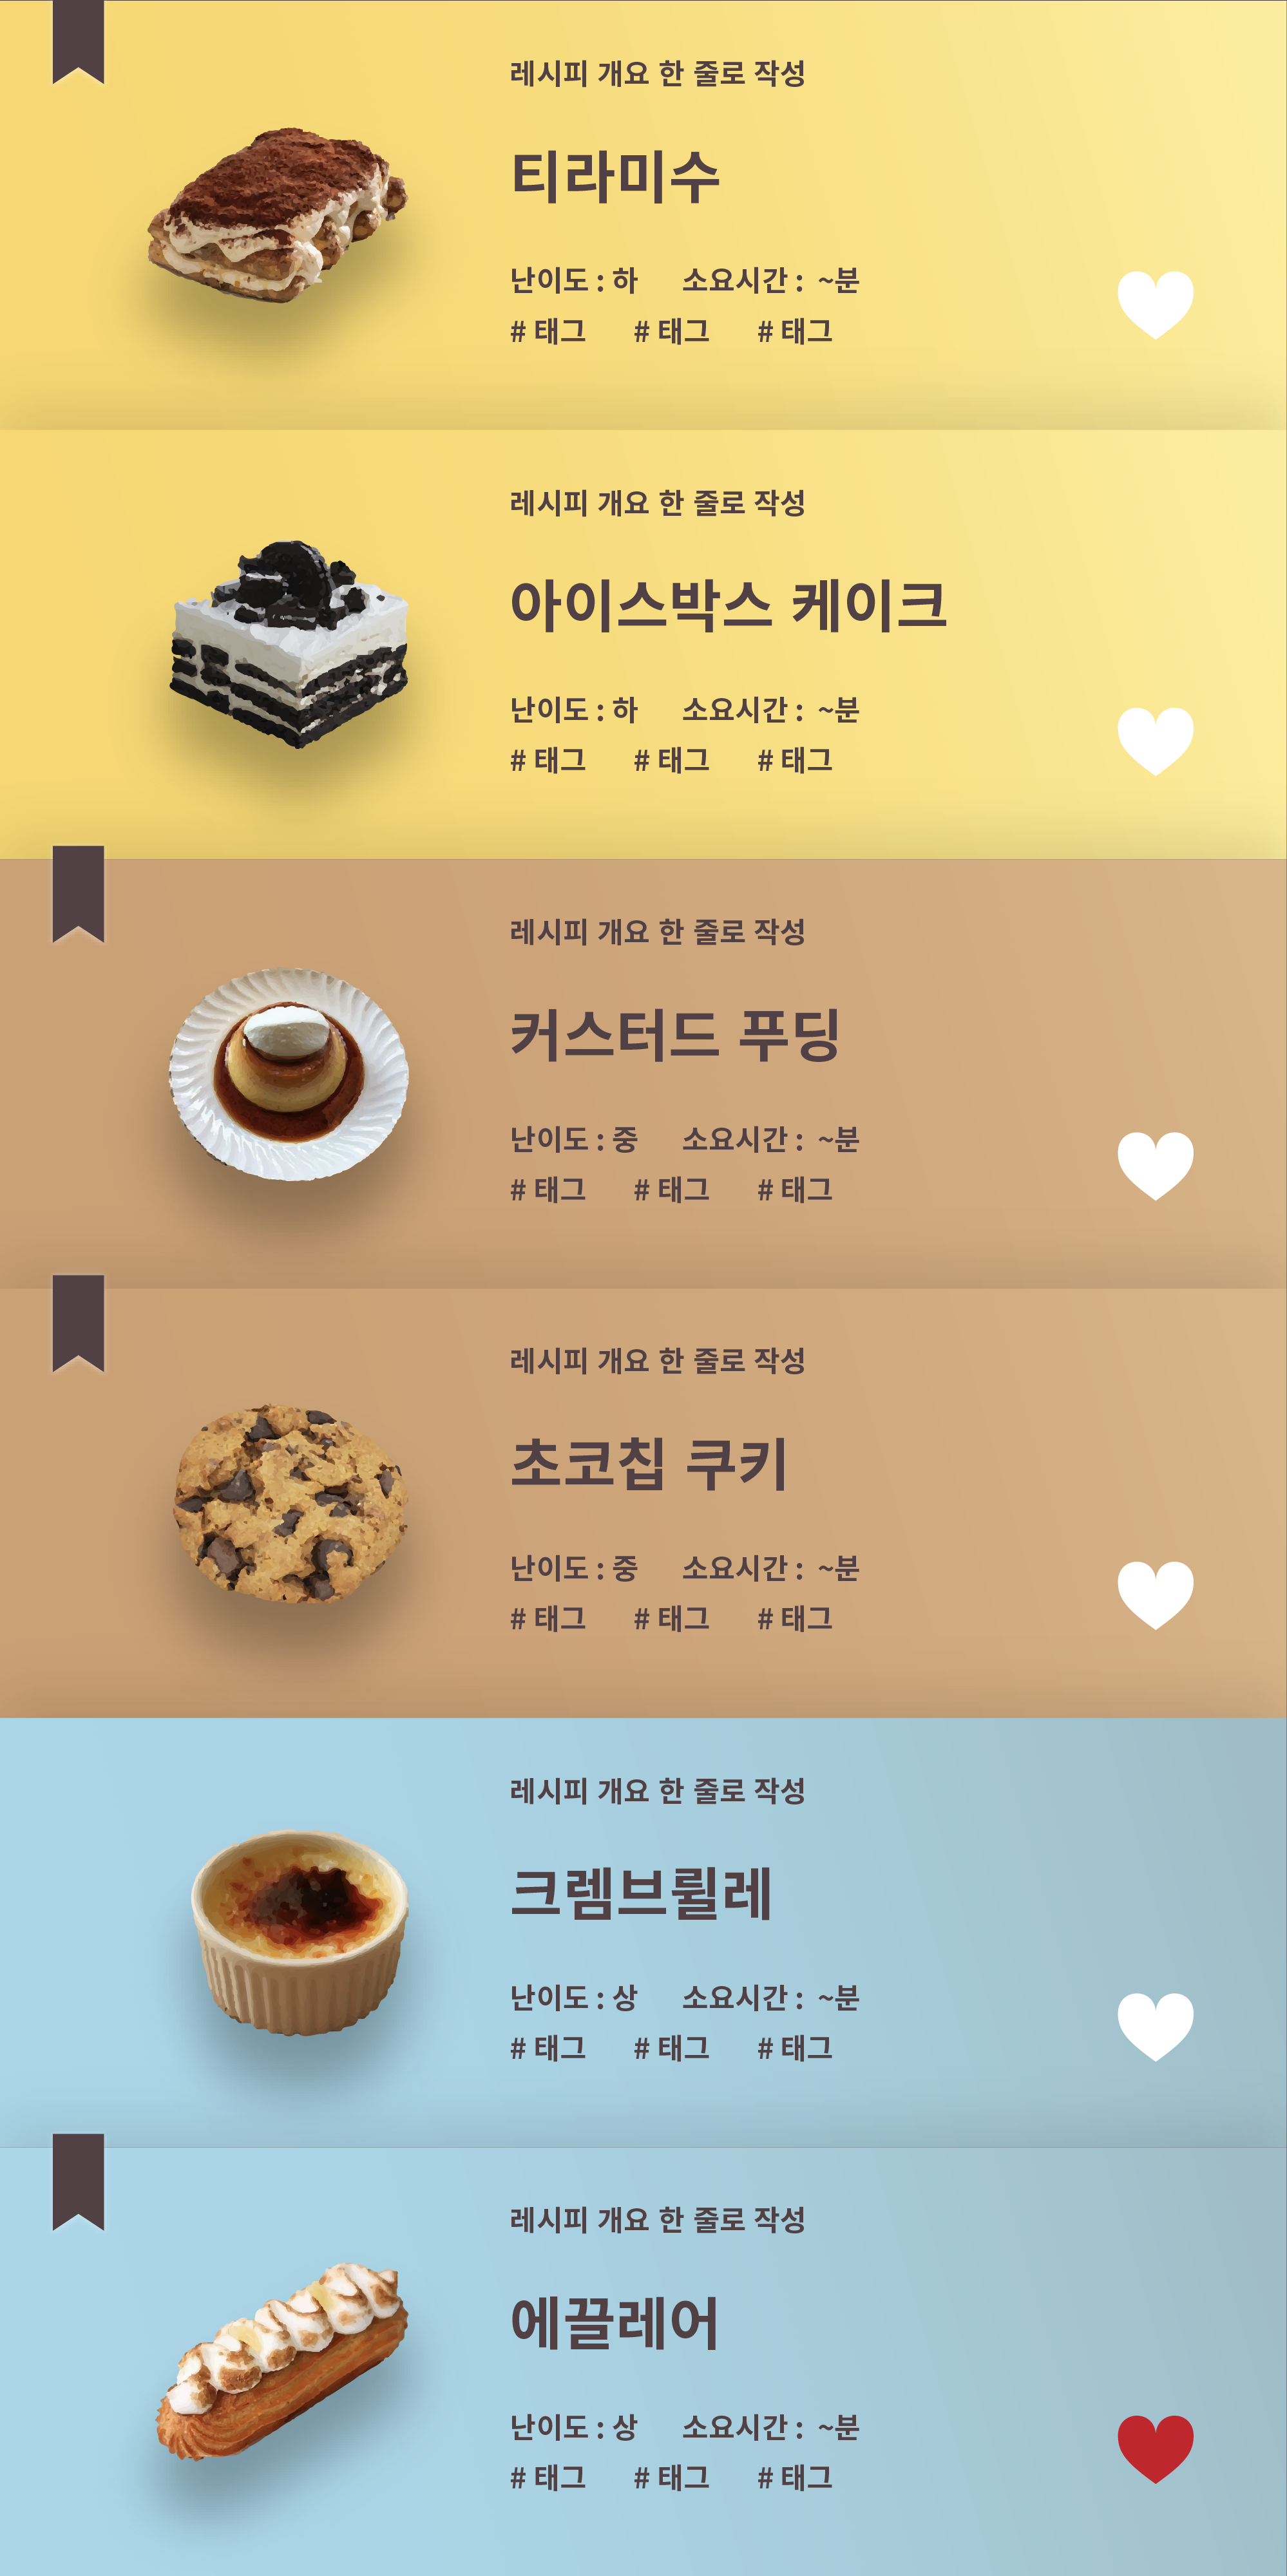 레시피 개요 한 줄로 작성
티라미수
난이도 : 하 소요시간 : ~분
# 태그 # 태그 # 태그
레시피 개요 한 줄로 작성
아이스박스 케이크
난이도 : 하 소요시간 : ~분
# 태그 # 태그 # 태그
레시피 개요 한 줄로 작성
커스터드 푸딩
난이도 : 중 소요시간 : ~분
# 태그 # 태그 # 태그
레시피 개요 한 줄로 작성
초코칩 쿠키
난이도 : 중 소요시간 : ~분
# 태그 # 태그 # 태그
레시피 개요 한 줄로 작성
크렘브륄레
난이도 : 상 소요시간 : ~분
# 태그 # 태그 # 태그
레시피 개요 한 줄로 작성
에끌레어
난이도 : 상 소요시간 : ~분
# 태그 # 태그 # 태그